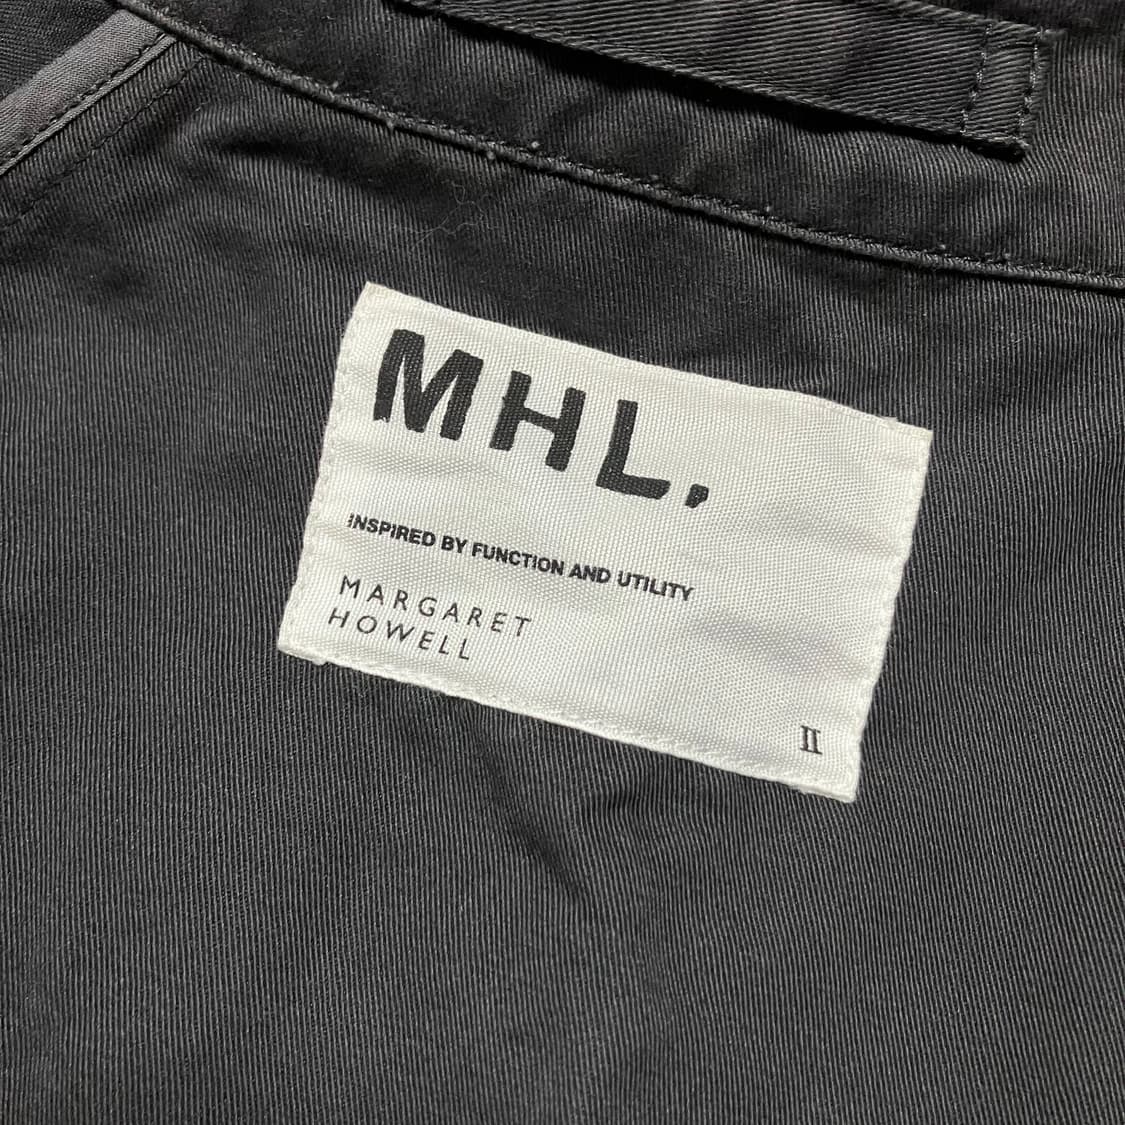 MHL.
INSPIRED BY FUNCTION AND UTILITY
MARGARET
HOWELL
II